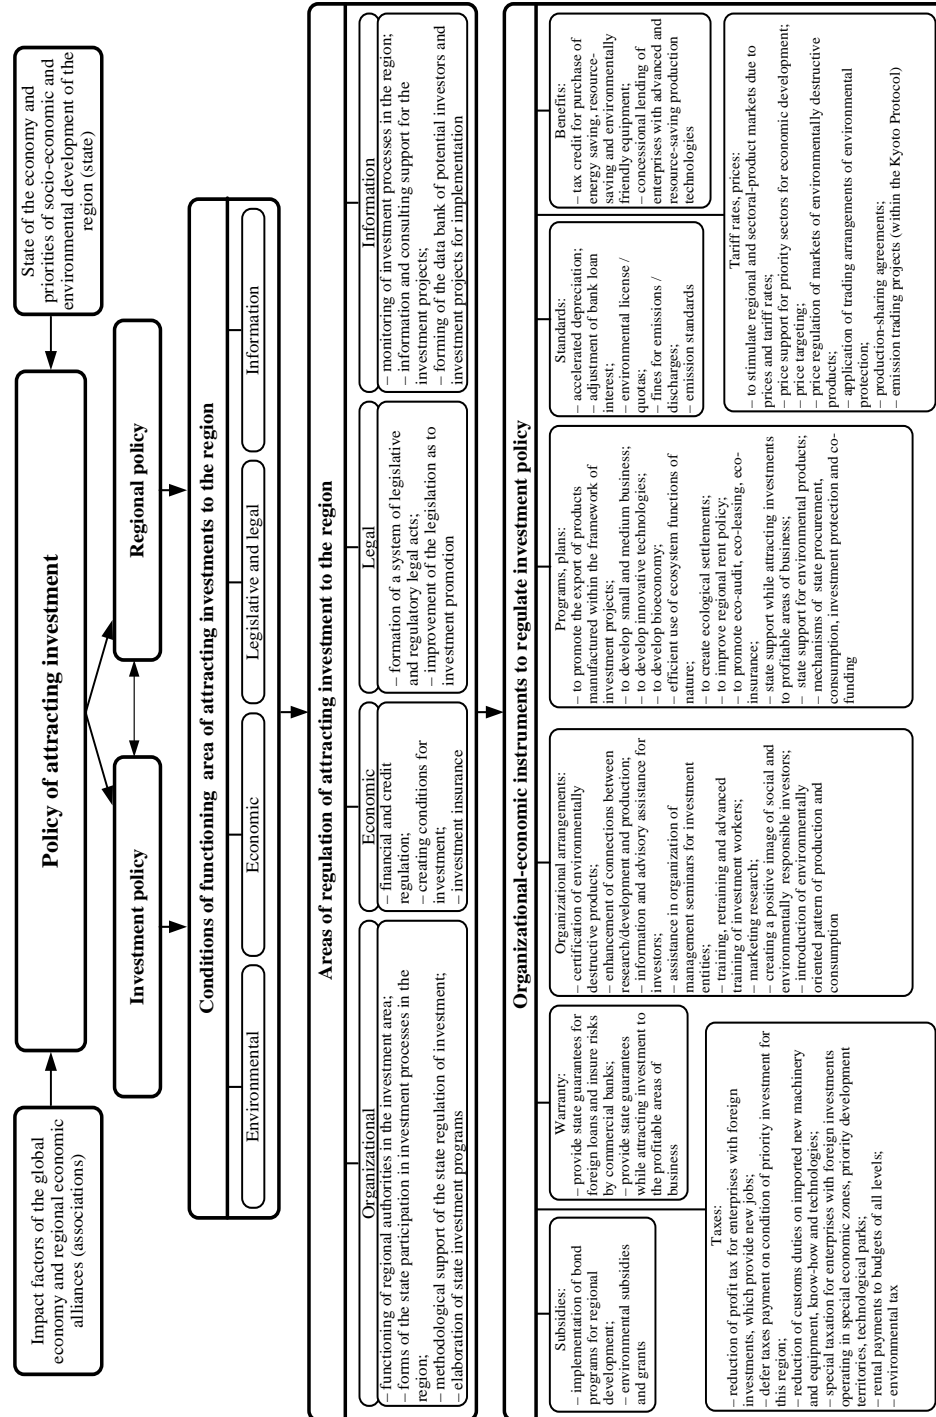 Impact factors of the global
economy and regional economic
alliances (associations)
Policy of attracting investment
State of the economy and
priorities of socio-economic and
environmental development of the
region (state)
Investment policy
Regional policy
Conditions of functioning area of attracting investments to the region
Environmental
Economic
Legislative and legal
Information
Areas of regulation of attracting investment to the region
Organizational
– functioning of regional authorities in the investment area;
– forms of the state participation in investment processes in the
region;
– methodological support of the state regulation of investment;
– elaboration of state investment programs
Economic
– financial and credit
regulation;
– creating conditions for
investment;
– investment insurance
Legal
– formation of a system of legislative
and regulatory legal acts;
– improvement of the legislation as to
investment promotion
Information
– monitoring of investment processes in the region;
– information and consulting support for the
investment projects;
– forming of the data bank of potential investors and
investment projects for implementation
Organizational-economic instruments to regulate investment policy
Subsidies:
– implementation of bond
programs for regional
development;
– environmental subsidies
and grants
Warranty:
– provide state guarantees for
foreign loans and insure risks
by commercial banks;
– provide state guarantees
while attracting investment to
the profitable areas of
business
Organizational arrangements:
– certification of environmentally
destructive products;
– enhancement of connections between
research/development and production;
– information and advisory assistance for
investors;
– assistance in organization of
management seminars for investment
entities;
– training, retraining and advanced
training of investment workers;
– marketing research;
– creating a positive image of social and
environmentally responsible investors;
– introduction of environmentally
oriented pattern of production and
consumption
Programs, plans:
– to promote the export of products
manufactured within the framework of
investment projects;
– to develop small and medium business;
– to develop innovative technologies;
– to develop bioeconomy;
– efficient use of ecosystem functions of
nature;
– to create ecological settlements;
– to improve regional rent policy;
– to promote eco-audit, eco-leasing, eco-
insurance;
– state support while attracting investments
to profitable areas of business;
– state support for environmental products;
– mechanisms of state procurement,
consumption, investment protection and co-
funding
Standards:
– accelerated depreciation;
– adjustment of bank loan
interest;
– environmental license /
quotas;
– fines for emissions /
discharges;
– emission standards
Benefits:
– tax credit for purchase of
energy saving, resource-
saving and environmentally
friendly equipment;
– concessional lending of
enterprises with advanced and
resource-saving production
technologies
Taxes:
– reduction of profit tax for enterprises with foreign
investments, which provide new jobs;
– defer taxes payment on condition of priority investment for
this region;
– reduction of customs duties on imported new machinery
and equipment, know-how and technologies;
– special taxation for enterprises with foreign investments
operating in special economic zones, priority development
territories, technological parks;
– rental payments to budgets of all levels;
– environmental tax
Tariff rates, prices:
– to stimulate regional and sectoral-product markets due to
prices and tariff rates;
– price support for priority sectors for economic development;
– price targeting;
– price regulation of markets of environmentally destructive
products;
– application of trading arrangements of environmental
protection;
– production-sharing agreements;
– emission trading projects (within the Kyoto Protocol)